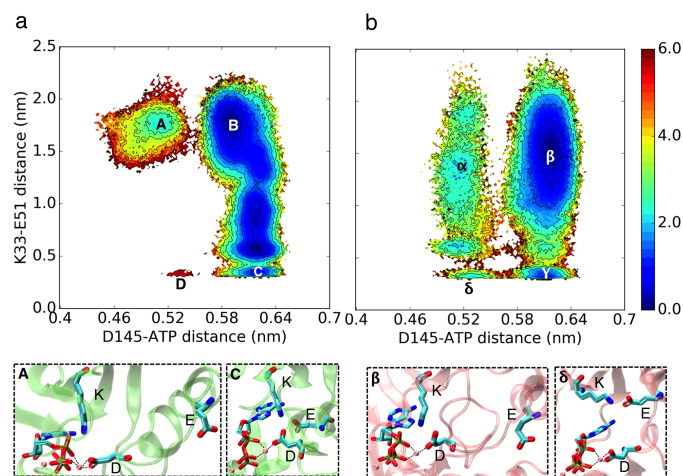 a
b
2.5
2.0
1.5
1.0
0.5
0.0
K33-E51 distance (nm)
A
B
C
D
0.4 0.46 0.52 0.58 0.64 0.7
D145-ATP distance (nm)
α
β
γ
δ
0.4 0.46 0.52 0.58 0.64 0.7
D145-ATP distance (nm)
6.0
4.0
2.0
0.0
A
K
E
D
C
K
E
D
β
K
E
D
δ
K
E
D